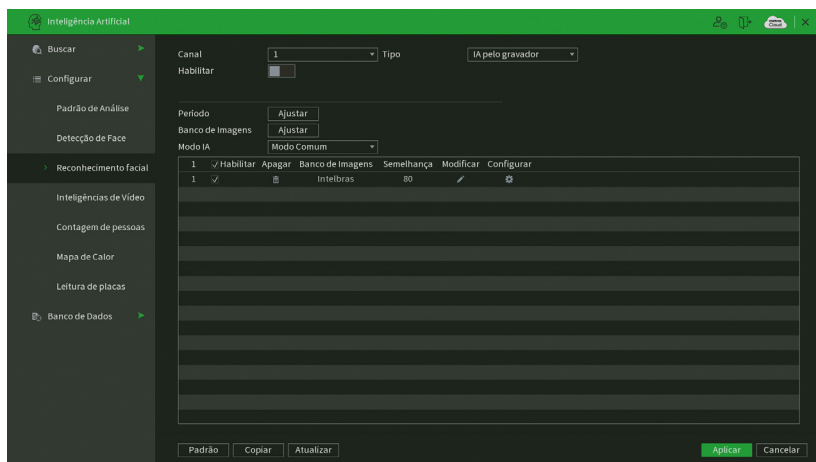 Inteligência Artificial
Cloud
Buscar
Configurar
Padrão de Análise
Detecção de Face
Reconhecimento facial
Inteligências de Vídeo
Contagem de pessoas
Mapa de Calor
Leitura de placas
Banco de Dados
Canal 1 Tipo IA pelo gravador
Habilitar
Período Ajustar
Banco de Imagens Ajustar
Modo IA Modo Comum
1 Habilitar Apagar Banco de Imagens Semelhança Modificar Configurar
1 Intelbras 80
Padrão Copiar Atualizar Aplicar Cancelar